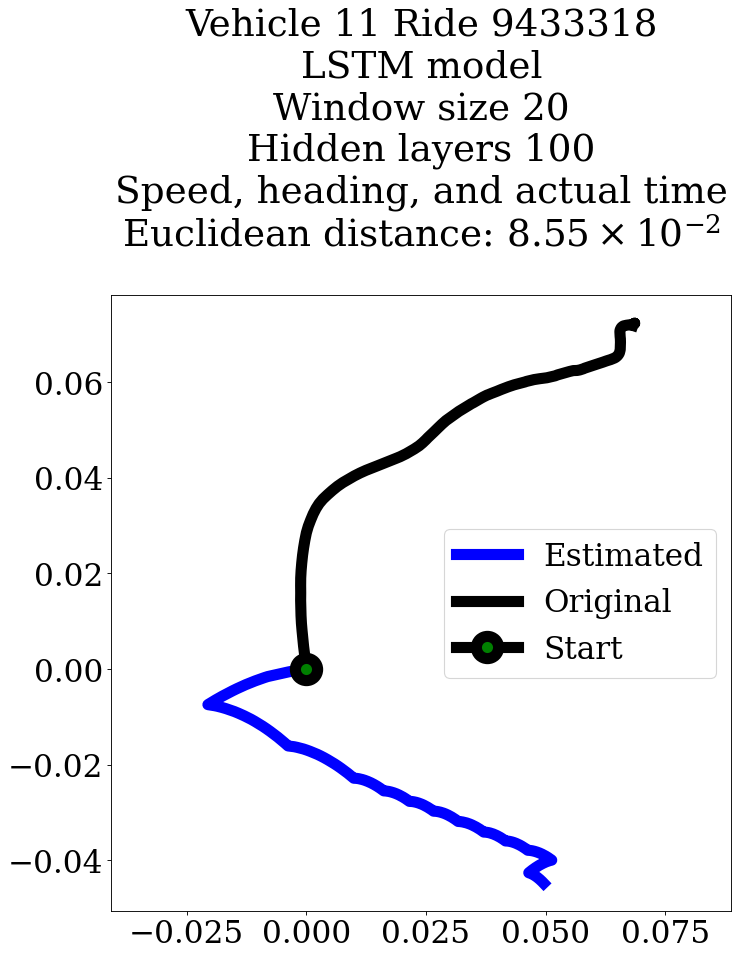 Vehicle 11 Ride 9433318
LSTM model
Window size 20
Hidden layers 100
Speed, heading, and actual time
Euclidean distance: 8.55 × 10⁻²
0.06
0.04
0.02
0.00
−0.02
−0.04
Estimated
Original
Start
−0.025 0.000 0.025 0.050 0.075